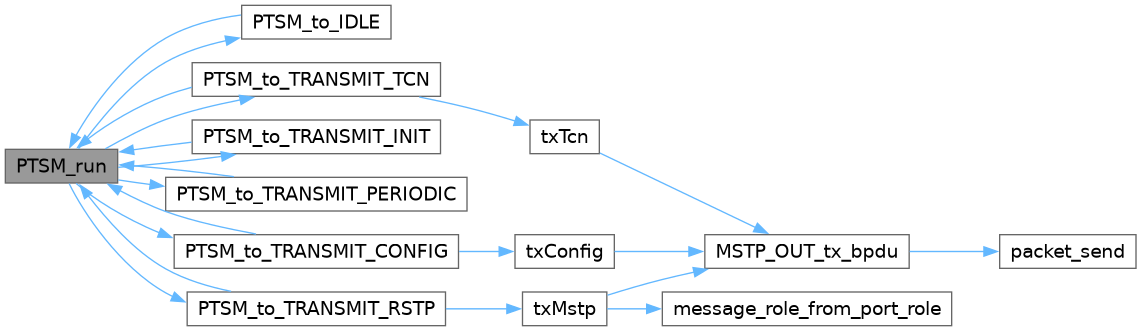 PTSM_to_IDLE
PTSM_to_TRANSMIT_TCN
txTcn
PTSM_to_TRANSMIT_INIT
PTSM_run
PTSM_to_TRANSMIT_PERIODIC
PTSM_to_TRANSMIT_CONFIG
txConfig
MSTP_OUT_tx_bpdu
packet_send
PTSM_to_TRANSMIT_RSTP
txMstp
message_role_from_port_role